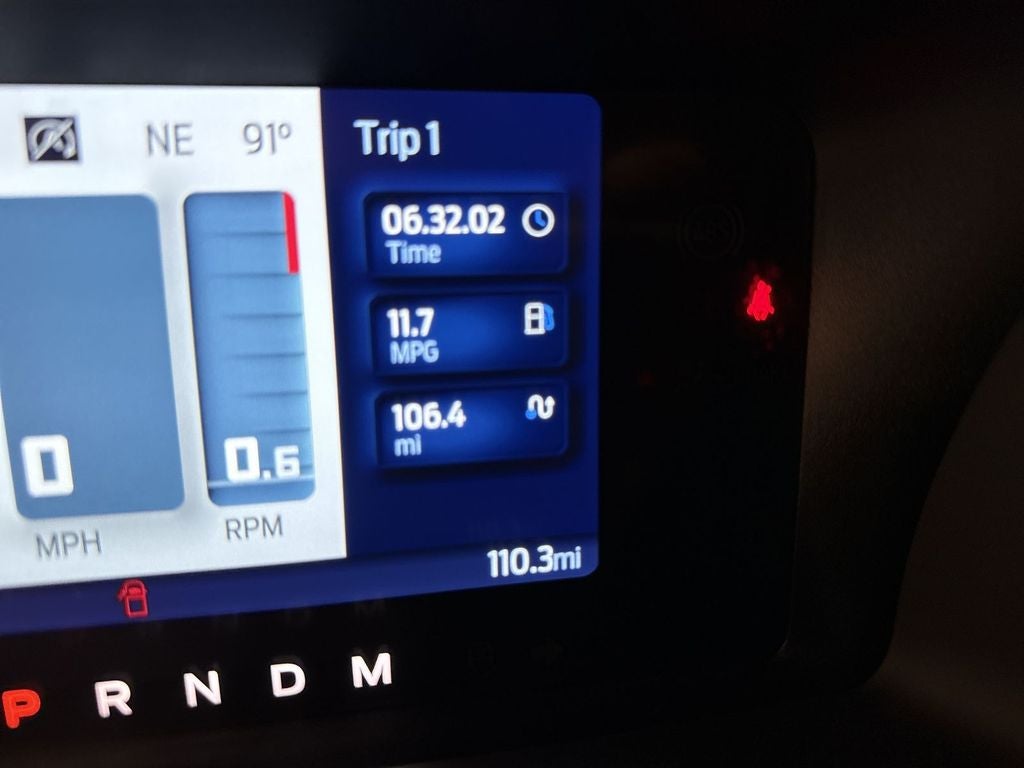 NE 91°
Trip 1
06.32.02
Time
11.7
MPG
106.4
mi
0
MPH
0.6
RPM
110.3mi
P R N D M